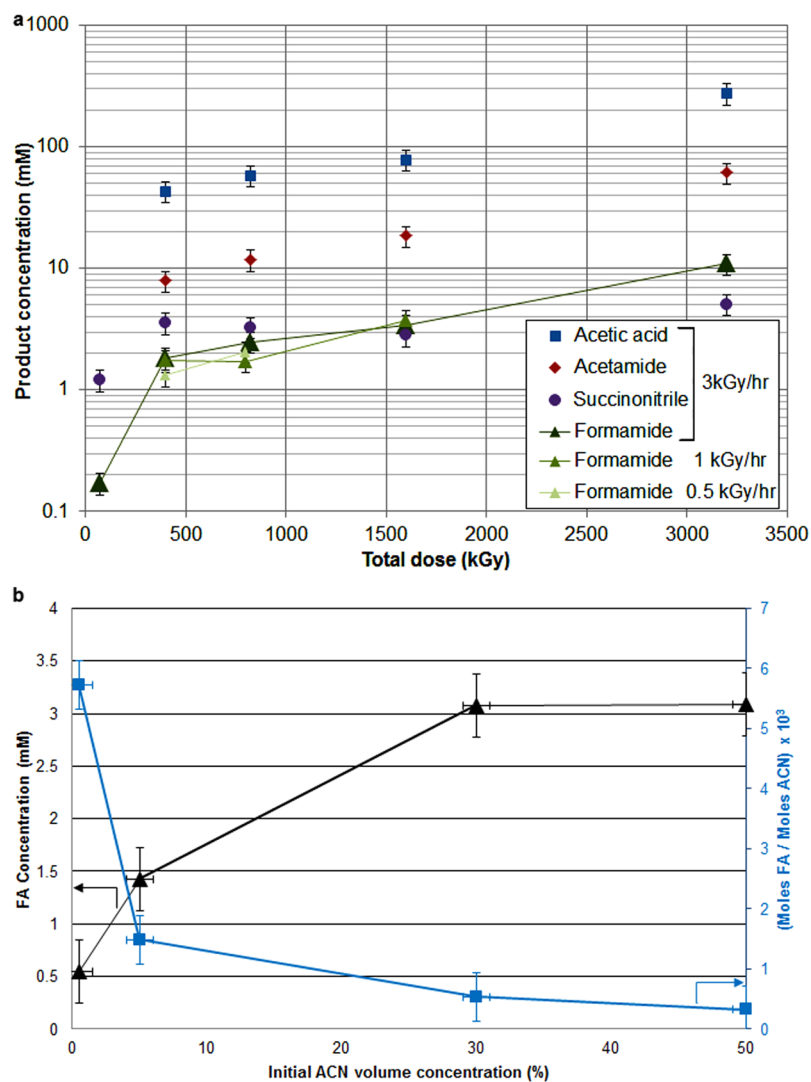 a
1000
100
10
1
0.1
Product concentration (mM)
0 500 1000 1500 2000 2500 3000 3500
Total dose (kGy)
Acetic acid
Acetamide
Succinonitrile
Formamide
3kGy/hr
Formamide 1 kGy/hr
Formamide 0.5 kGy/hr
b
4
3.5
3
2.5
2
1.5
1
0.5
0
FA Concentration (mM)
7
6
5
4
3
2
1
0
(Moles FA / Moles ACN) x 10³
0 10 20 30 40 50
Initial ACN volume concentration (%)